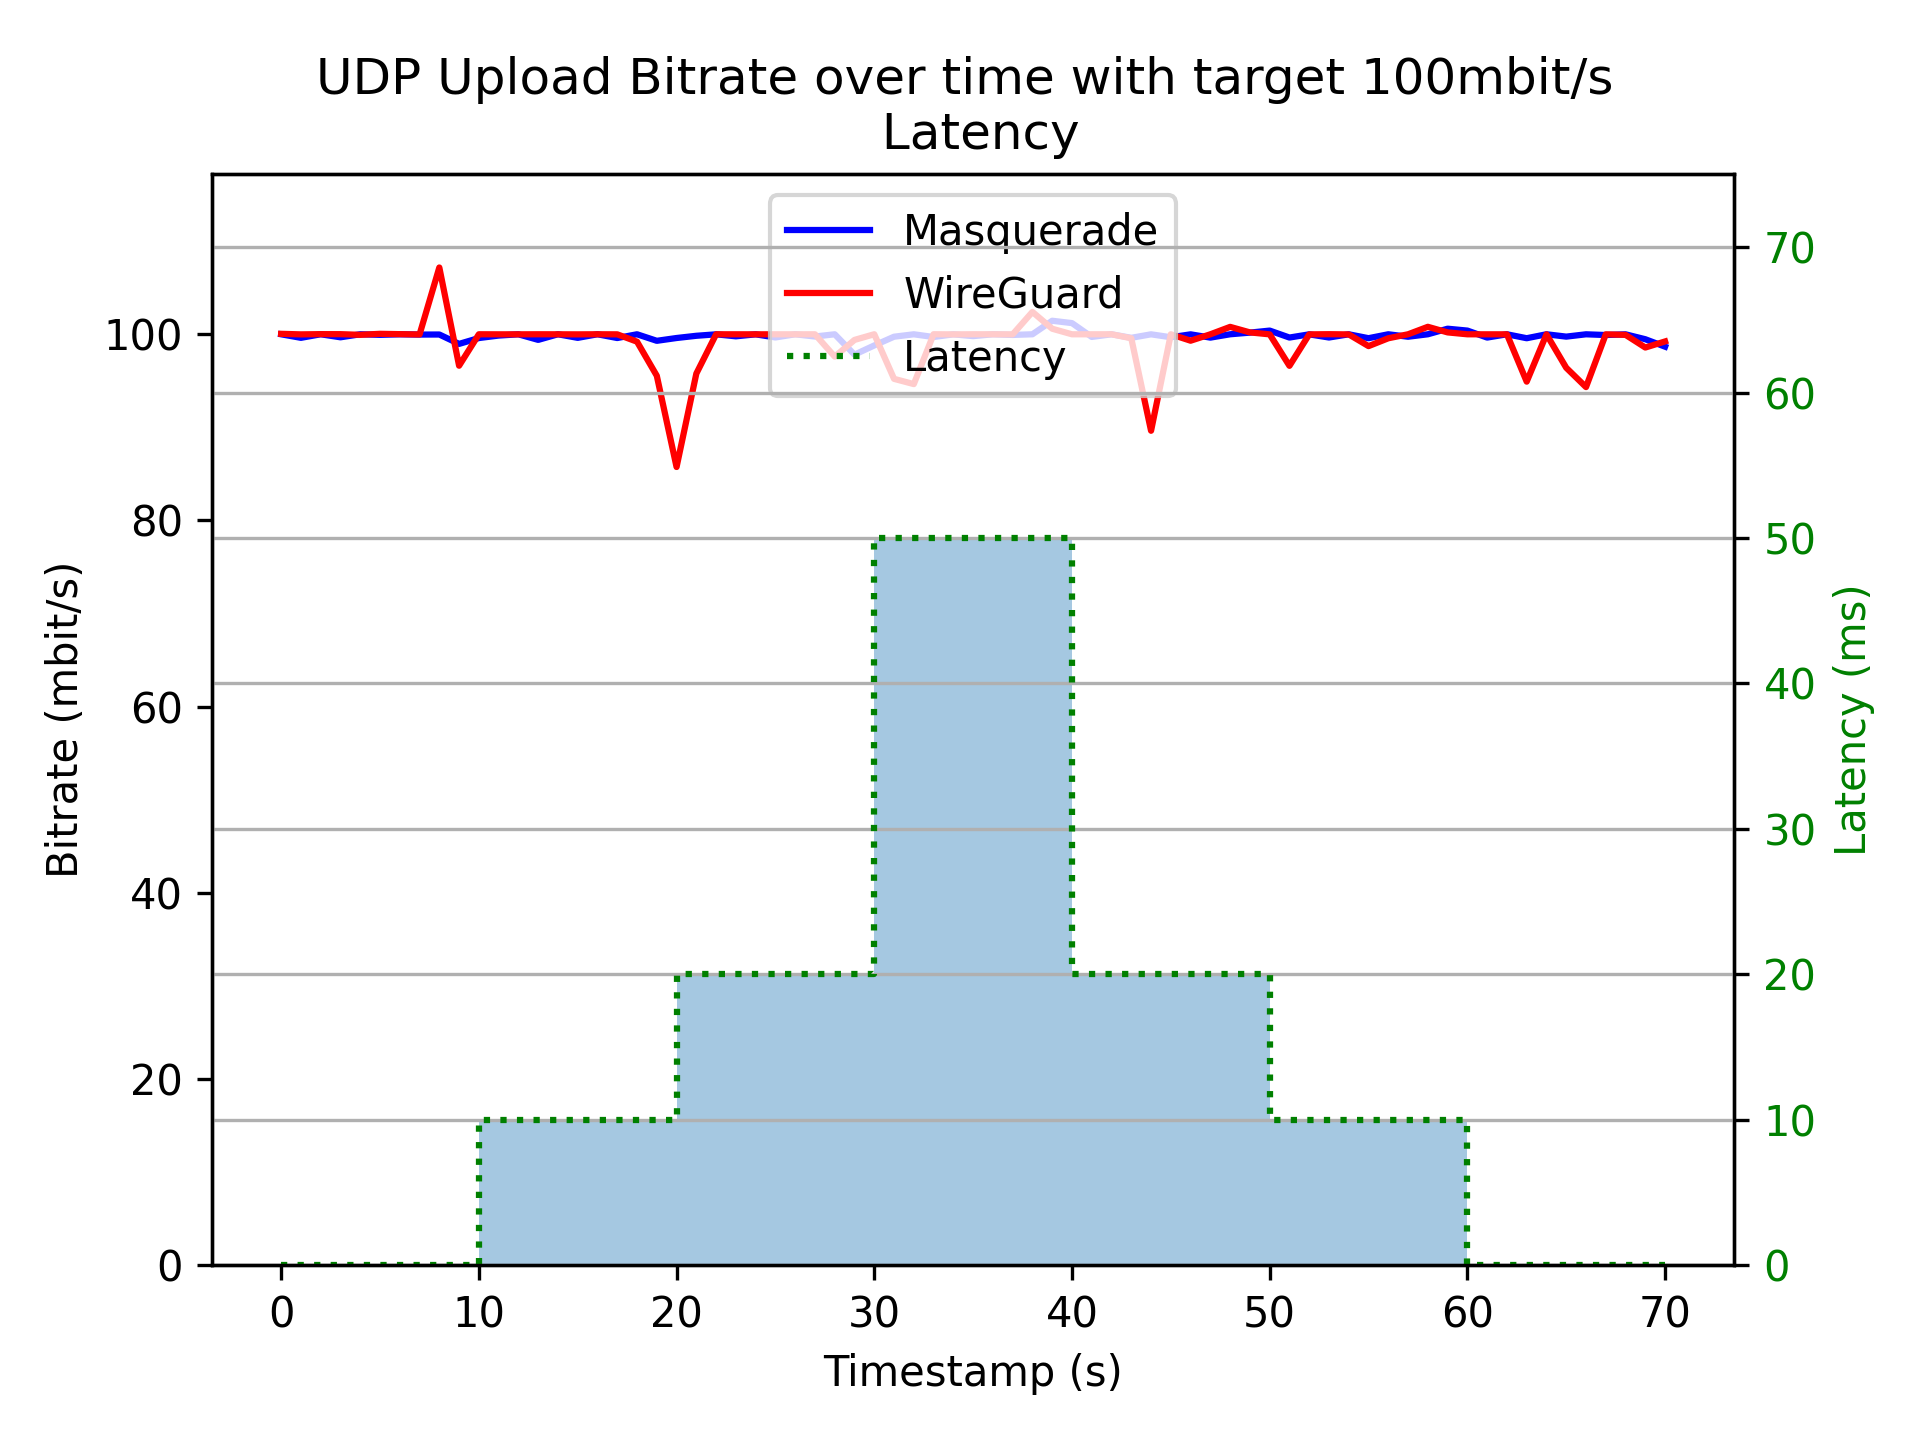 UDP Upload Bitrate over time with target 100mbit/s
Latency
Masquerade
WireGuard
Latency
Bitrate (mbit/s)
100
80
60
40
20
0
70
60
50
40
30
20
10
0
Latency (ms)
0 10 20 30 40 50 60 70
Timestamp (s)